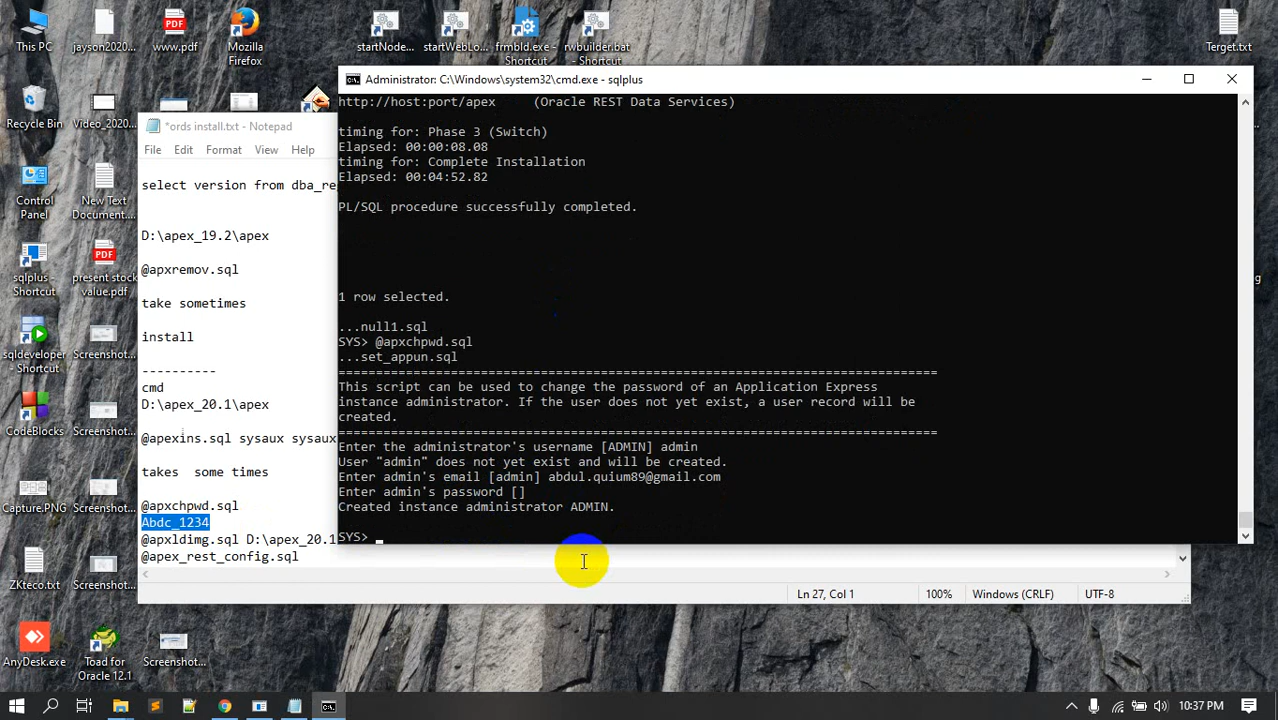 This PC
jayson2020...
www.pdf
Mozilla
Firefox
startNode...
startWebLo...
frmbld.exe -
Shortcut
rwbuilder.bat
- Shortcut
Terget.txt
Recycle Bin
Video_2020...
Control
Panel
New Text
Document....
sqlplus -
Shortcut
present stock
value.pdf
sqldeveloper
- Shortcut
Screenshot...
CodeBlocks
Screenshot...
Capture.PNG
Screenshot...
ZKteco.txt
Screenshot...
AnyDesk.exe
Toad for
Oracle 12.1
Screenshot...
*ords install.txt - Notepad
File Edit Format View Help
select version from dba_re
D:\apex_19.2\apex
@apxremov.sql
take sometimes
install
----------
cmd
D:\apex_20.1\apex
@apexins.sql sysaux sysaux
takes  some times
@apxchpwd.sql
Abdc_1234
@apxldimg.sql D:\apex_20.1
@apex_rest_config.sql
Ln 27, Col 1
100%
Windows (CRLF)
UTF-8
Administrator: C:\Windows\system32\cmd.exe - sqlplus
http://host:port/apex     (Oracle REST Data Services)
timing for: Phase 3 (Switch)
Elapsed: 00:00:08.08
timing for: Complete Installation
Elapsed: 00:04:52.82
PL/SQL procedure successfully completed.
1 row selected.
...null1.sql
SYS> @apxchpwd.sql
...set_appun.sql
================================================================================
This script can be used to change the password of an Application Express
instance administrator. If the user does not yet exist, a user record will be
created.
================================================================================
Enter the administrator's username [ADMIN] admin
User "admin" does not yet exist and will be created.
Enter admin's email [admin] abdul.quium89@gmail.com
Enter admin's password []
Created instance administrator ADMIN.
SYS>
10:37 PM